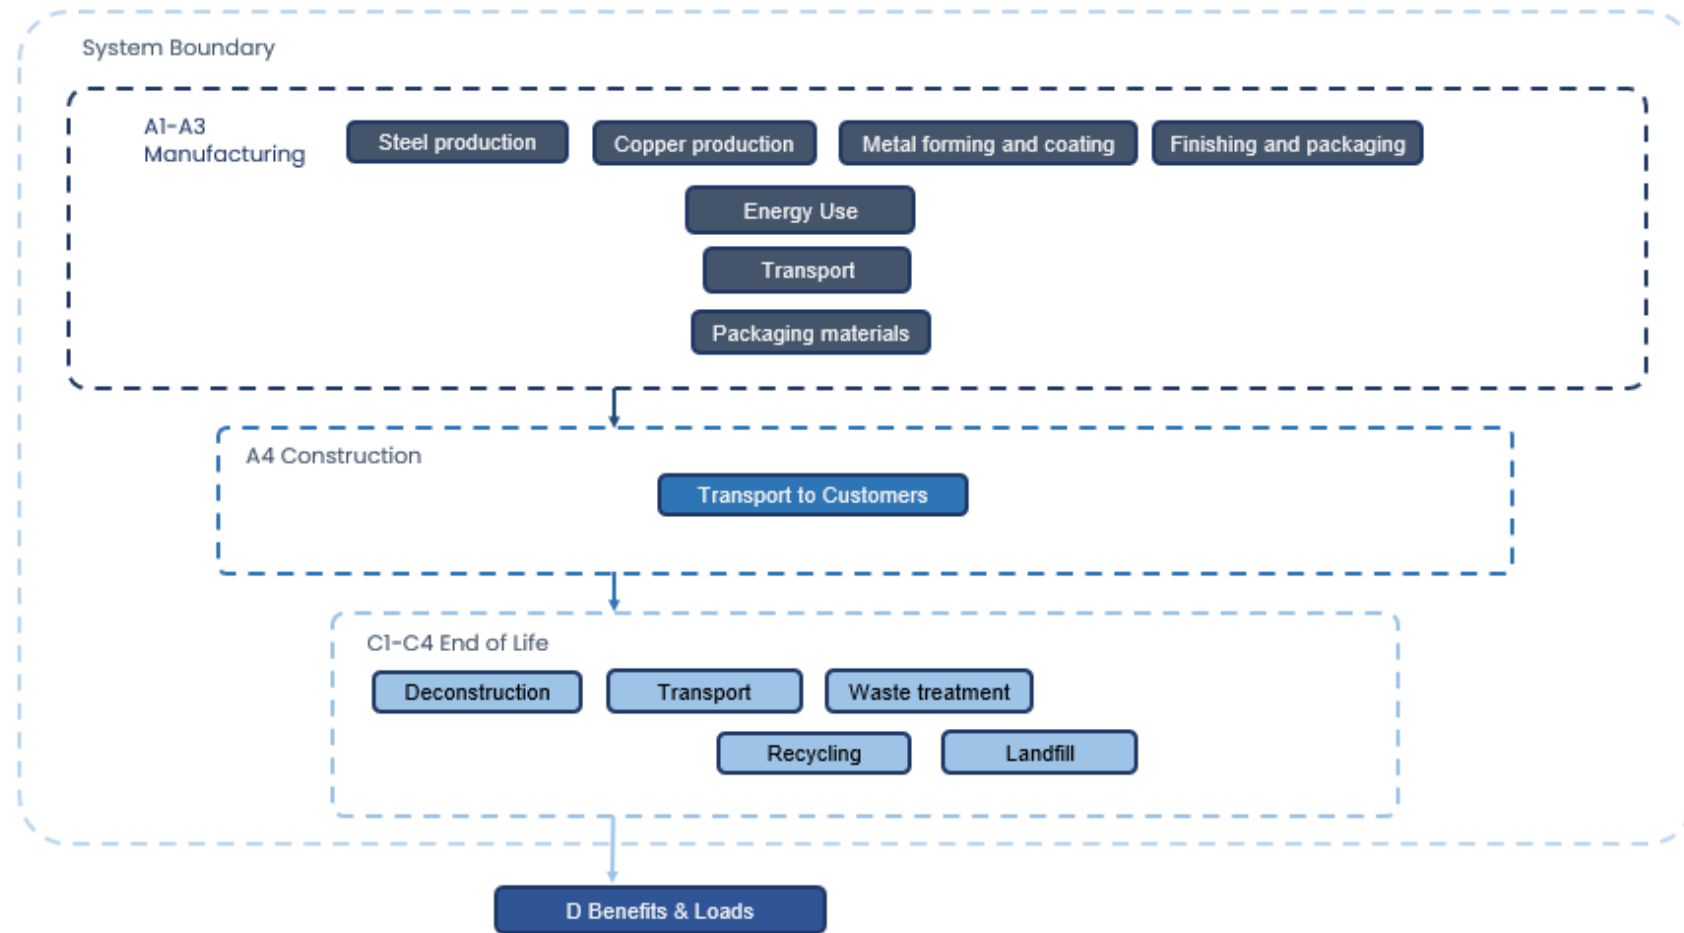 System Boundary
A1-A3
Manufacturing
Steel production
Copper production
Metal forming and coating
Finishing and packaging
Energy Use
Transport
Packaging materials
A4 Construction
Transport to Customers
C1-C4 End of Life
Deconstruction
Transport
Waste treatment
Recycling
Landfill
D Benefits & Loads